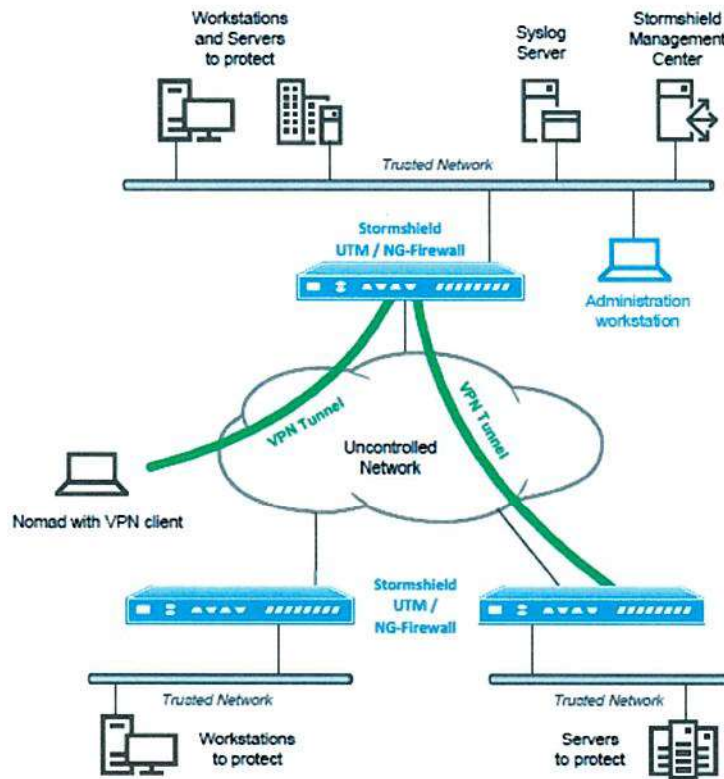 Workstations
and Servers
to protect
Syslog
Server
Stormshield
Management
Center
Trusted Network
Stormshield
UTM / NG-Firewall
Administration
workstation
VPN Tunnel
VPN Tunnel
Uncontrolled
Network
Nomad with VPN client
Stormshield
UTM /
NG-Firewall
Trusted Network
Trusted Network
Workstations
to protect
Servers
to protect